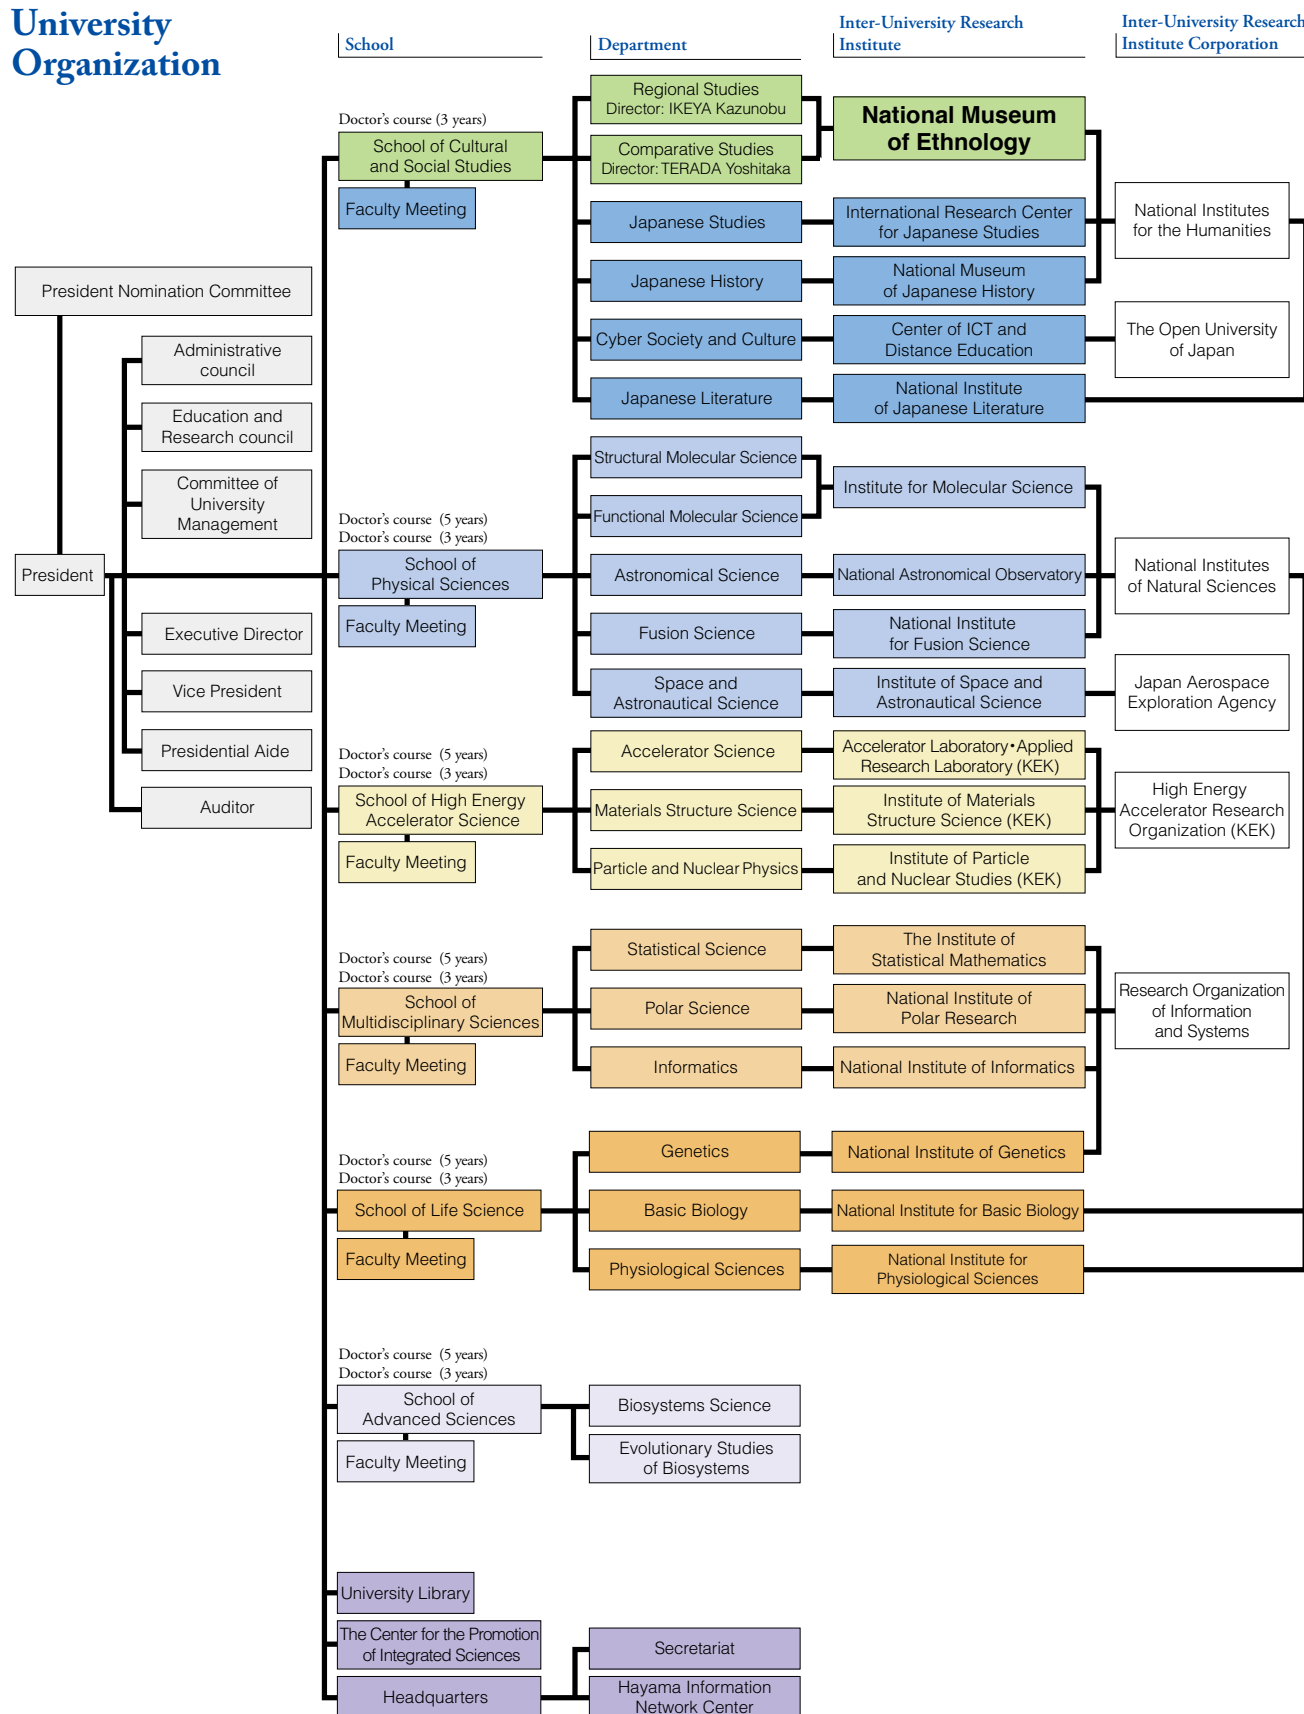 University
Organization
School
Department
Inter-University Research
Institute
Inter-University Research
Institute Corporation
President Nomination Committee
Administrative
council
Education and
Research council
Committee of
University
Management
President
Executive Director
Vice President
Presidential Aide
Auditor
Doctor's course (3 years)
School of Cultural
and Social Studies
Faculty Meeting
Regional Studies
Director: IKEYA Kazunobu
Comparative Studies
Director: TERADA Yoshitaka
National Museum
of Ethnology
Japanese Studies
International Research Center
for Japanese Studies
National Institutes
for the Humanities
Japanese History
National Museum
of Japanese History
Cyber Society and Culture
Center of ICT and
Distance Education
The Open University
of Japan
Japanese Literature
National Institute
of Japanese Literature
Doctor's course (5 years)
Doctor's course (3 years)
School of
Physical Sciences
Faculty Meeting
Structural Molecular Science
Functional Molecular Science
Institute for Molecular Science
Astronomical Science
National Astronomical Observatory
National Institutes
of Natural Sciences
Fusion Science
National Institute
for Fusion Science
Space and
Astronautical Science
Institute of Space and
Astronautical Science
Japan Aerospace
Exploration Agency
Doctor's course (5 years)
Doctor's course (3 years)
School of High Energy
Accelerator Science
Faculty Meeting
Accelerator Science
Accelerator Laboratory・Applied
Research Laboratory (KEK)
Materials Structure Science
Institute of Materials
Structure Science (KEK)
High Energy
Accelerator Research
Organization (KEK)
Particle and Nuclear Physics
Institute of Particle
and Nuclear Studies (KEK)
Doctor's course (5 years)
Doctor's course (3 years)
School of
Multidisciplinary Sciences
Faculty Meeting
Statistical Science
The Institute of
Statistical Mathematics
Polar Science
National Institute of
Polar Research
Research Organization
of Information
and Systems
Informatics
National Institute of Informatics
Doctor's course (5 years)
Doctor's course (3 years)
School of Life Science
Faculty Meeting
Genetics
National Institute of Genetics
Basic Biology
National Institute for Basic Biology
Physiological Sciences
National Institute for
Physiological Sciences
Doctor's course (5 years)
Doctor's course (3 years)
School of
Advanced Sciences
Faculty Meeting
Biosystems Science
Evolutionary Studies
of Biosystems
University Library
The Center for the Promotion
of Integrated Sciences
Headquarters
Secretariat
Hayama Information
Network Center